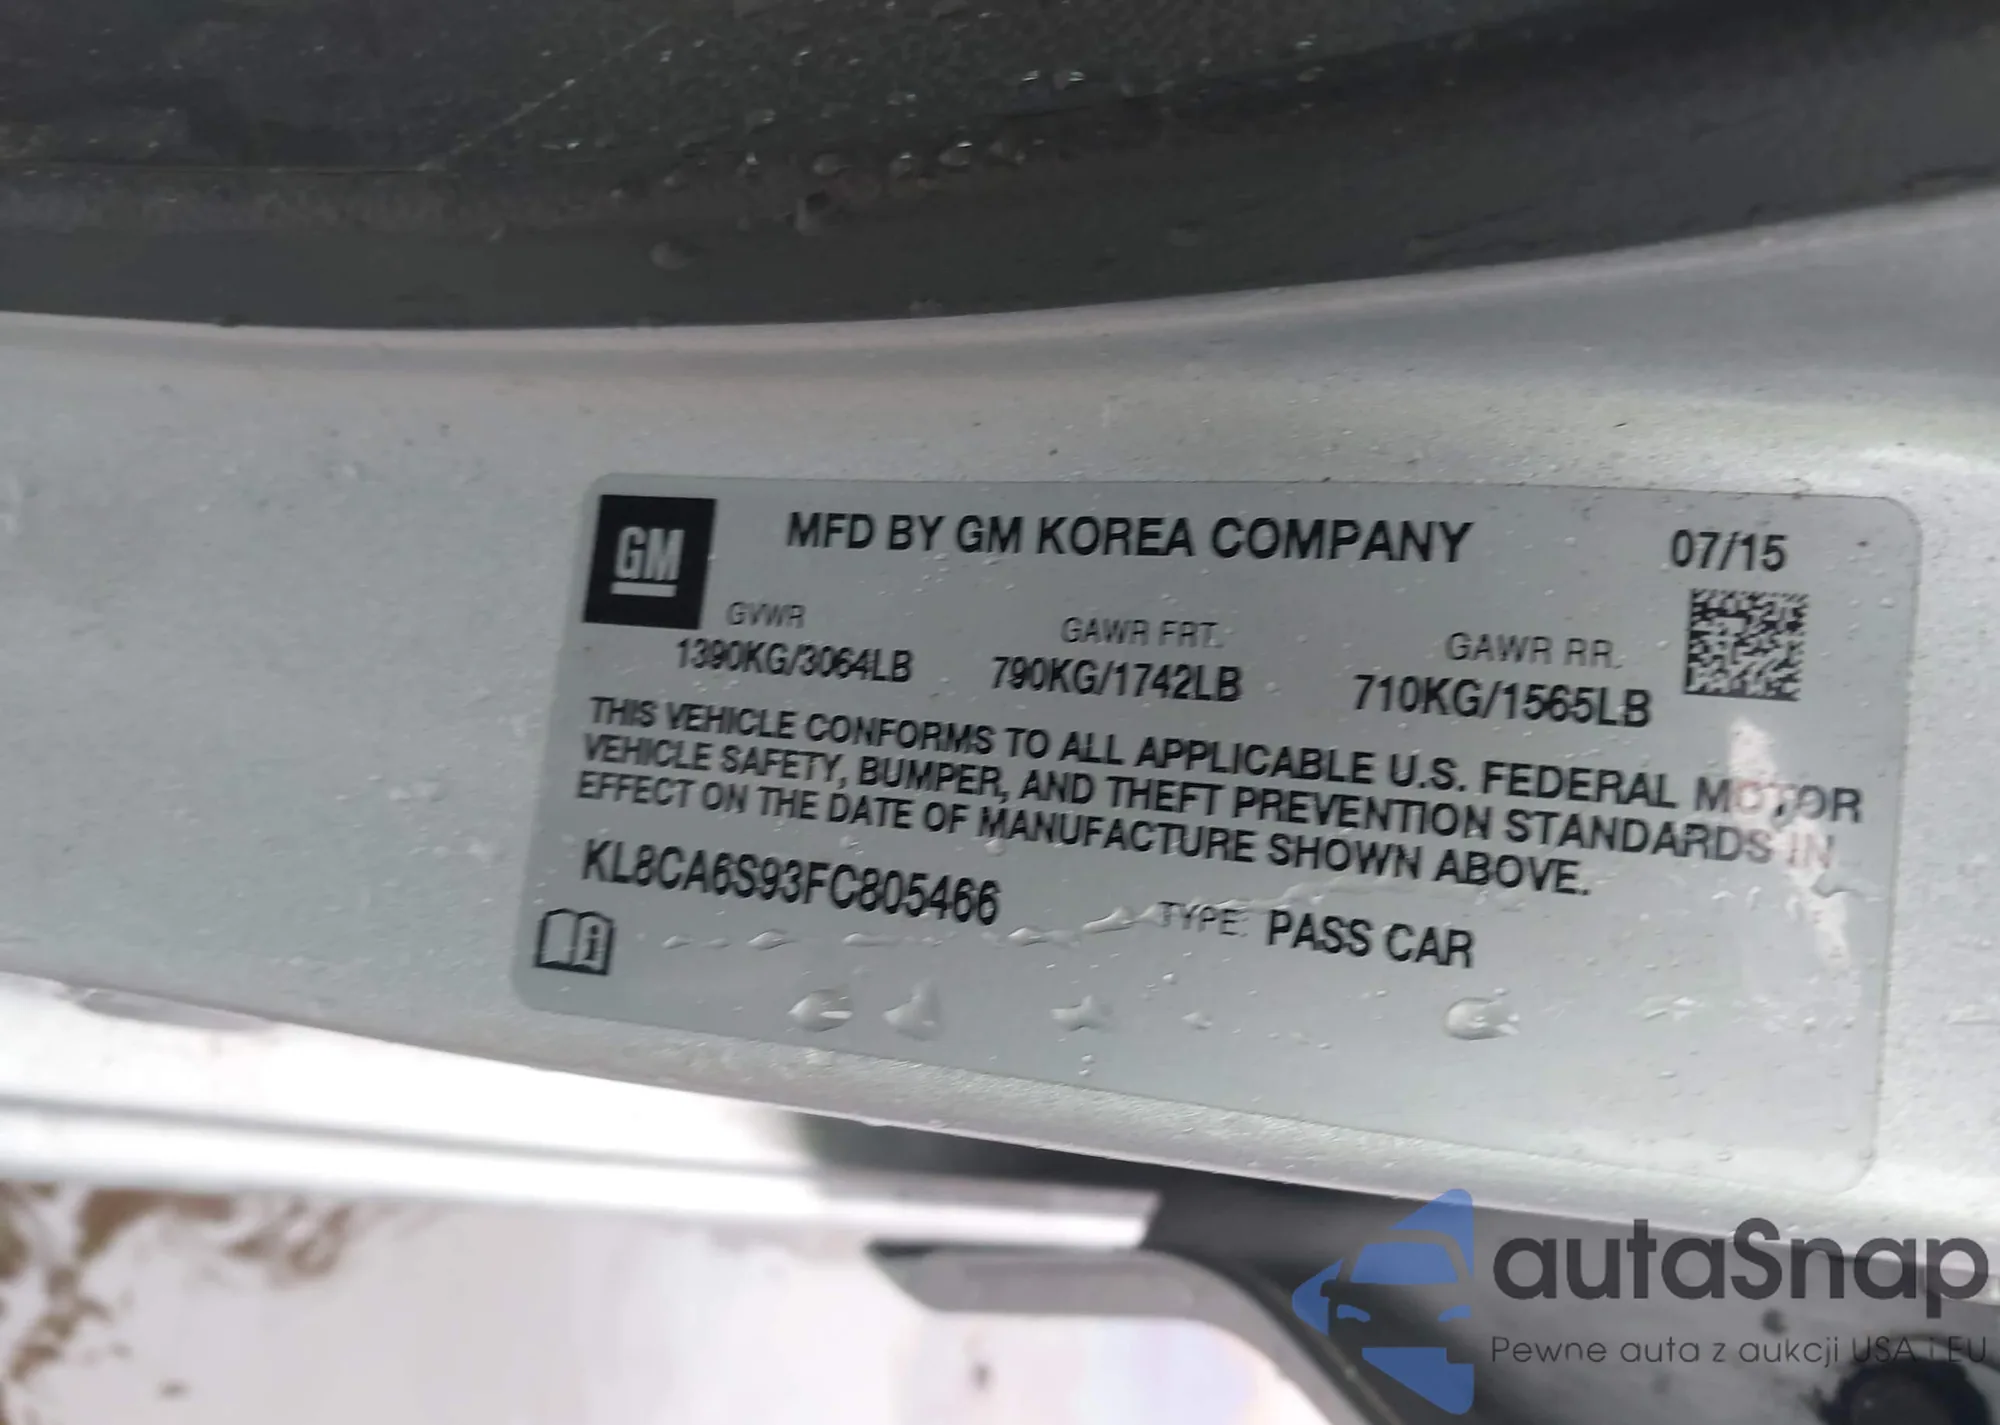 GM
MFD BY GM KOREA COMPANY 07/15
GVWR GAWR FRT. GAWR RR.
1390KG/3064LB 790KG/1742LB 710KG/1565LB
THIS VEHICLE CONFORMS TO ALL APPLICABLE U.S. FEDERAL MOTOR
VEHICLE SAFETY, BUMPER, AND THEFT PREVENTION STANDARDS IN
EFFECT ON THE DATE OF MANUFACTURE SHOWN ABOVE.
KL8CA6S93FC805466 TYPE: PASS CAR
autaSnap
Pewne auta z aukcji USA i EU